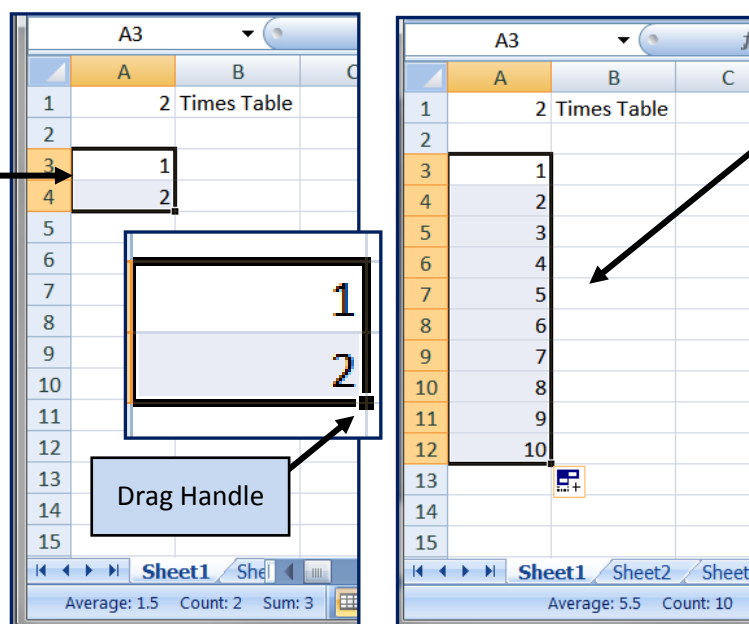 A3
A B C
1 2 Times Table
2
3 1
4 2
5
6
7
8
9
10
11
12
13
14
15
1
2
Drag Handle
Sheet1 She
Average: 1.5 Count: 2 Sum: 3
A3
A B C
1 2 Times Table
2
3 1
4 2
5 3
6 4
7 5
8 6
9 7
10 8
11 9
12 10
13
14
15
Sheet1 Sheet2 Sheet
Average: 5.5 Count: 10